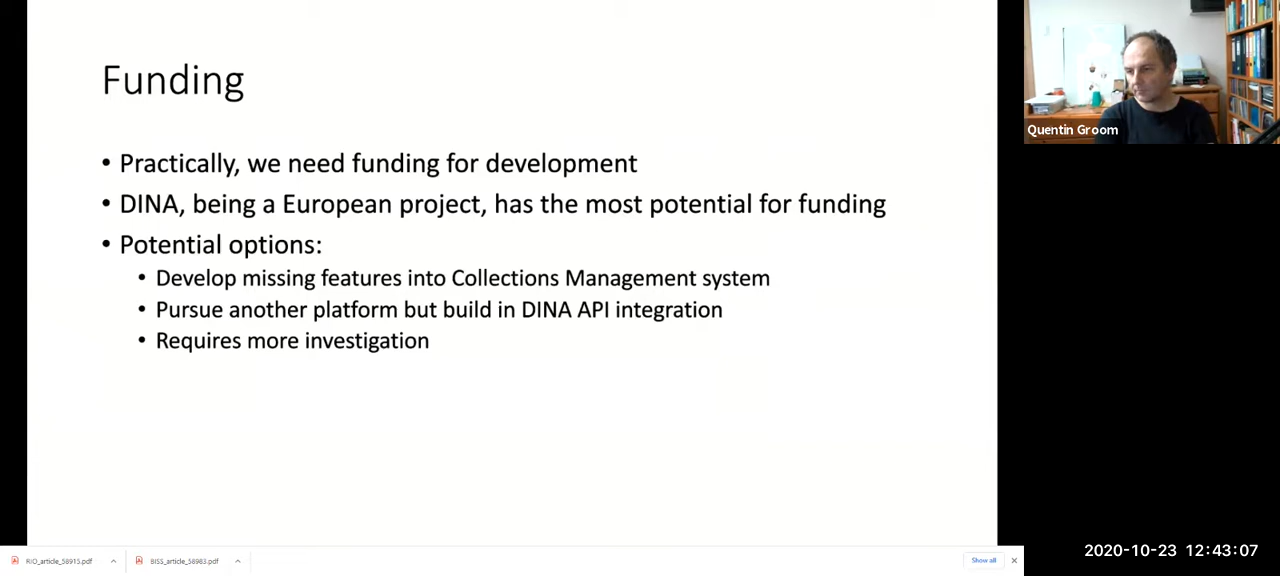 Funding
• Practically, we need funding for development
• DINA, being a European project, has the most potential for funding
• Potential options:
• Develop missing features into Collections Management system
• Pursue another platform but build in DINA API integration
• Requires more investigation
Quentin Groom
2020-10-23 12:43:07
RIO_article_58915.pdf
BISS_article_58983.pdf
Show all